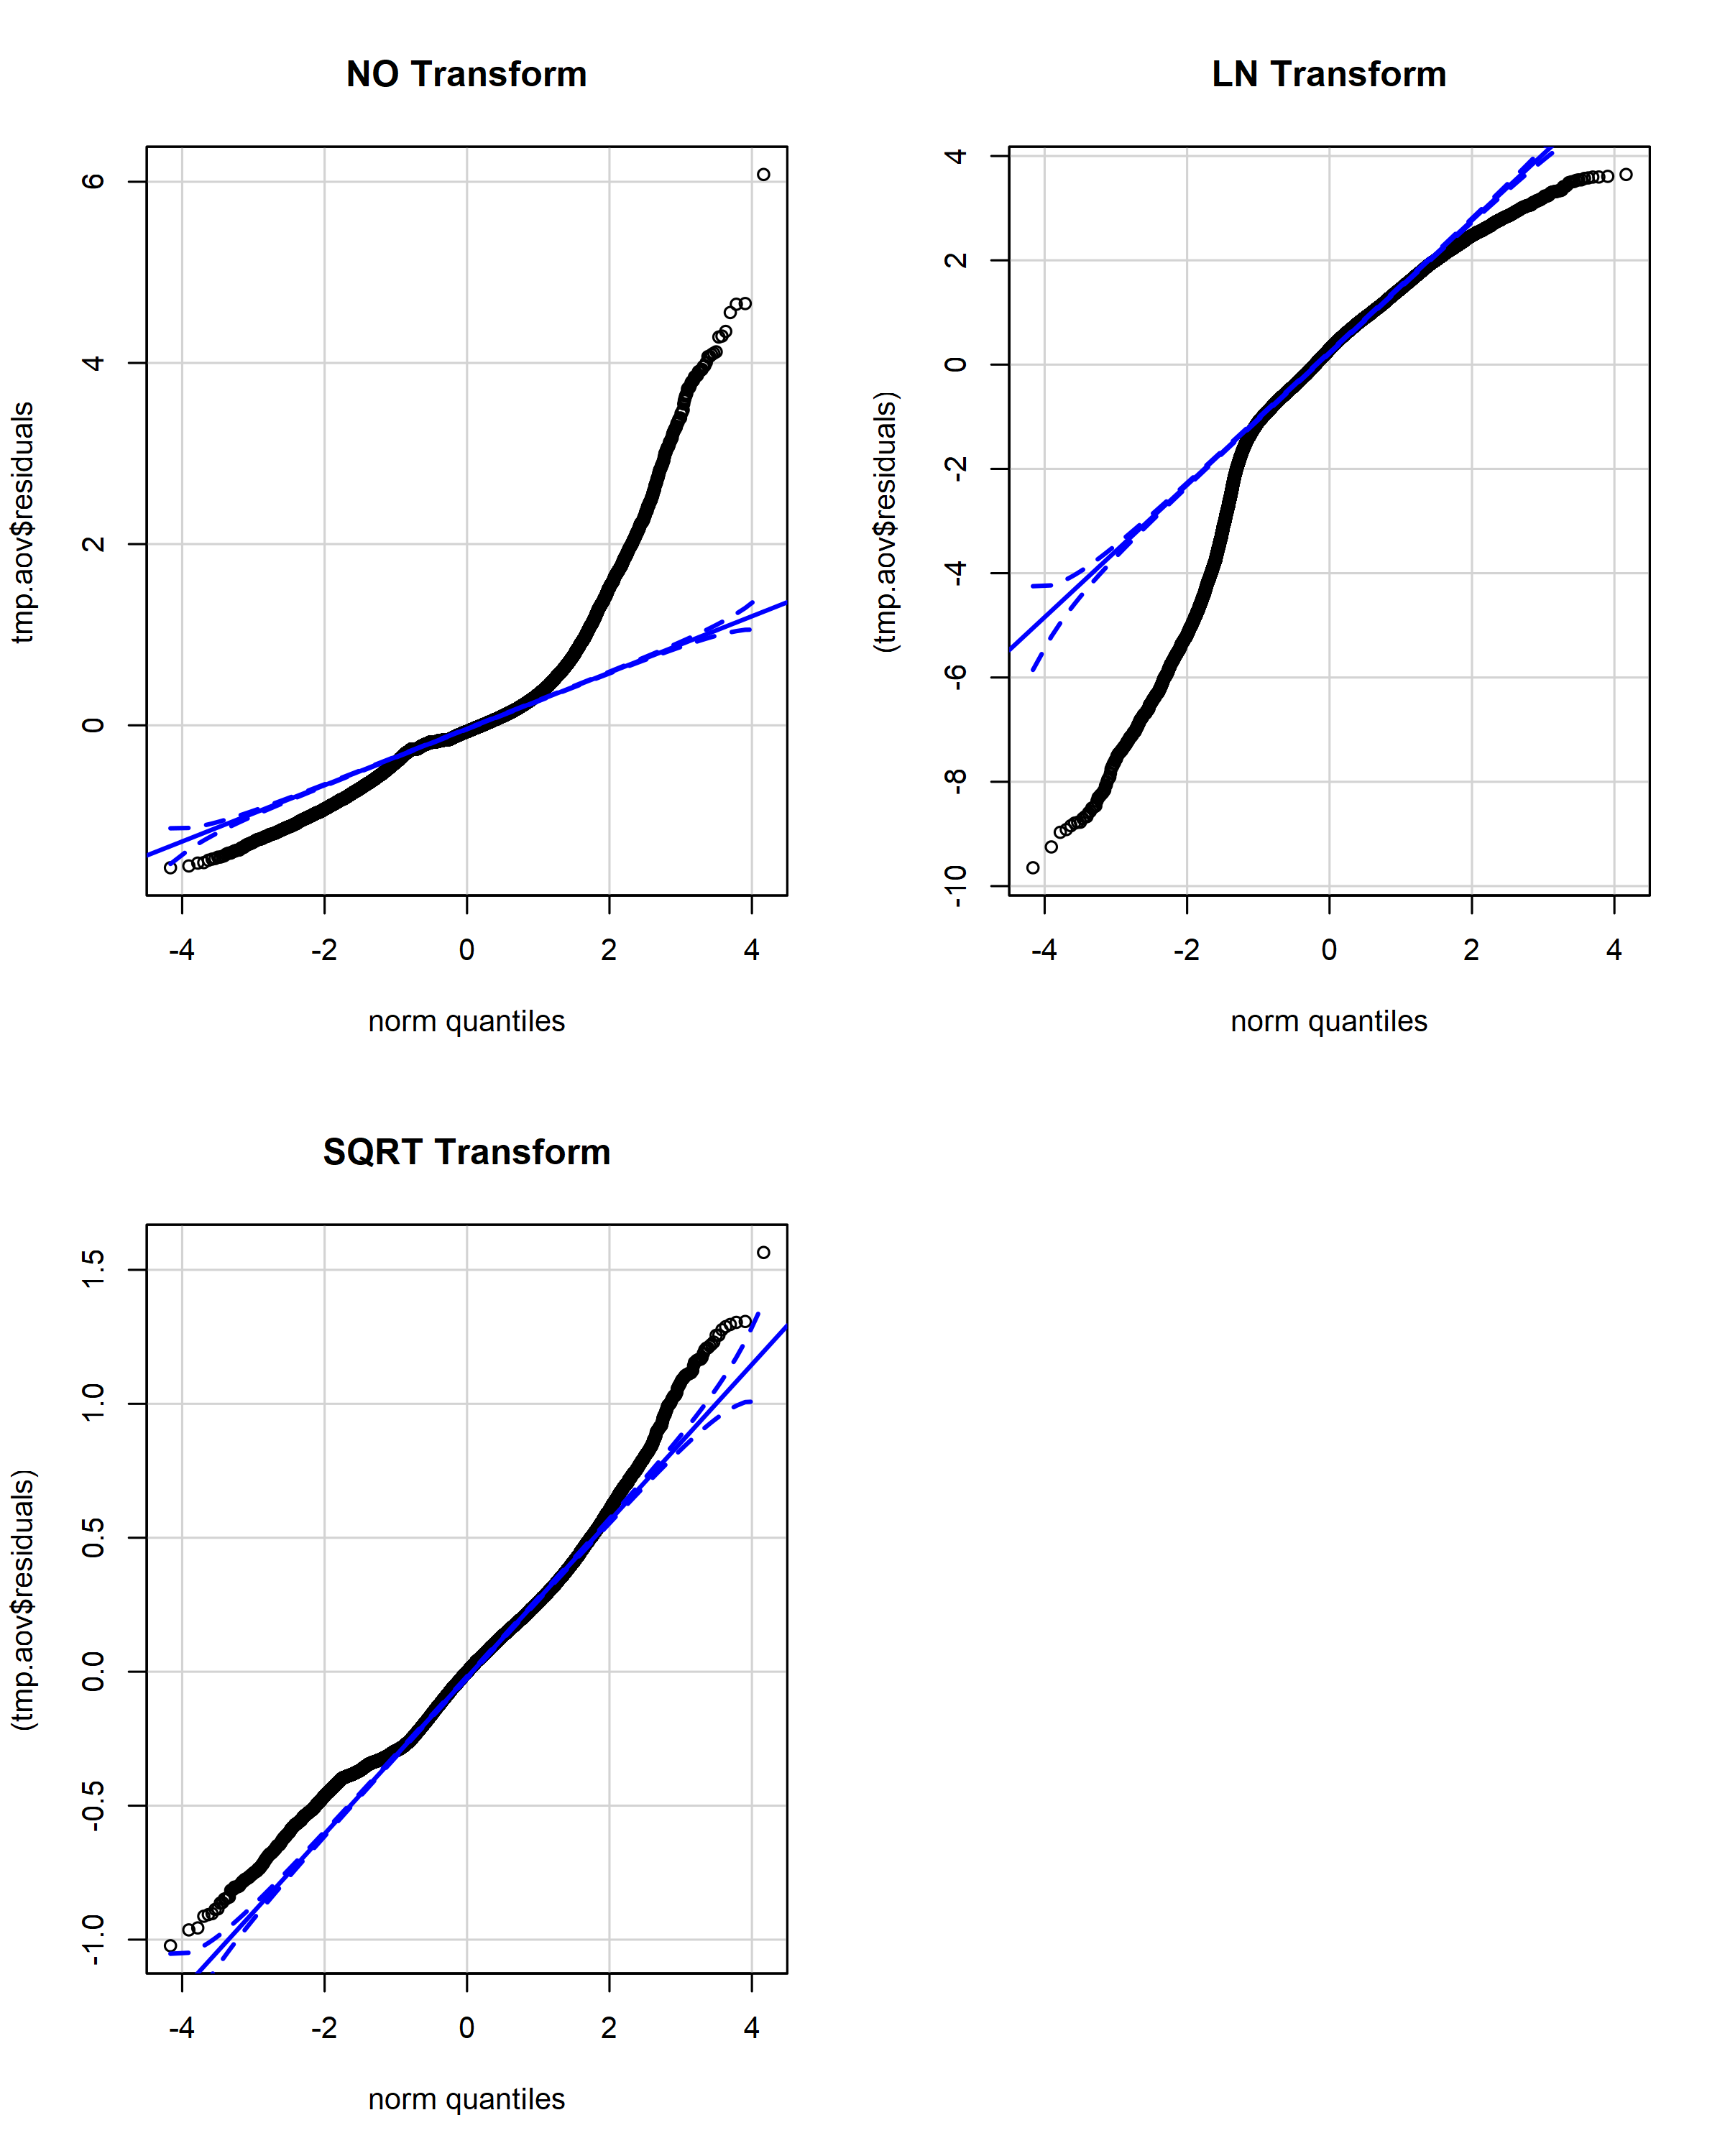 NO Transform
tmp.aov$residuals
6
4
2
0
-4 -2 0 2 4
norm quantiles
LN Transform
(tmp.aov$residuals)
4
2
0
-2
-4
-6
-8
-10
-4 -2 0 2 4
norm quantiles
SQRT Transform
(tmp.aov$residuals)
1.5
1.0
0.5
0.0
-0.5
-1.0
-4 -2 0 2 4
norm quantiles